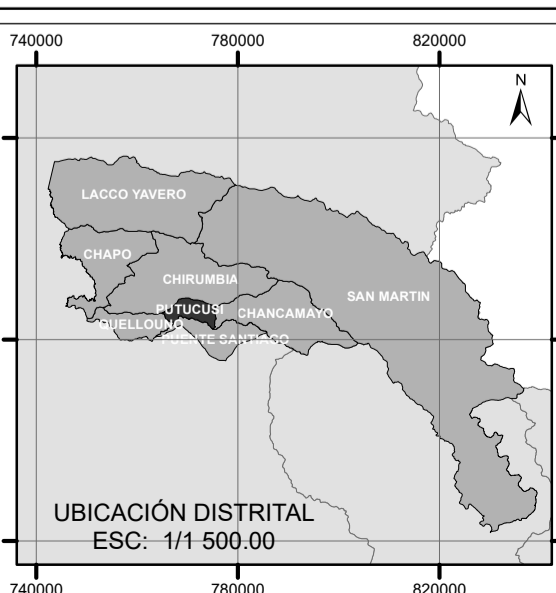 740000 780000 820000
N
LACCO YAVERO
CHAPO
CHIRUMBIA
SAN MARTIN
PUTUCUSI
CHANCAMAYO
QUELLOUNO
PUENTE SANTIAGO
UBICACIÓN DISTRITAL
ESC: 1/1 500.00
740000 780000 820000